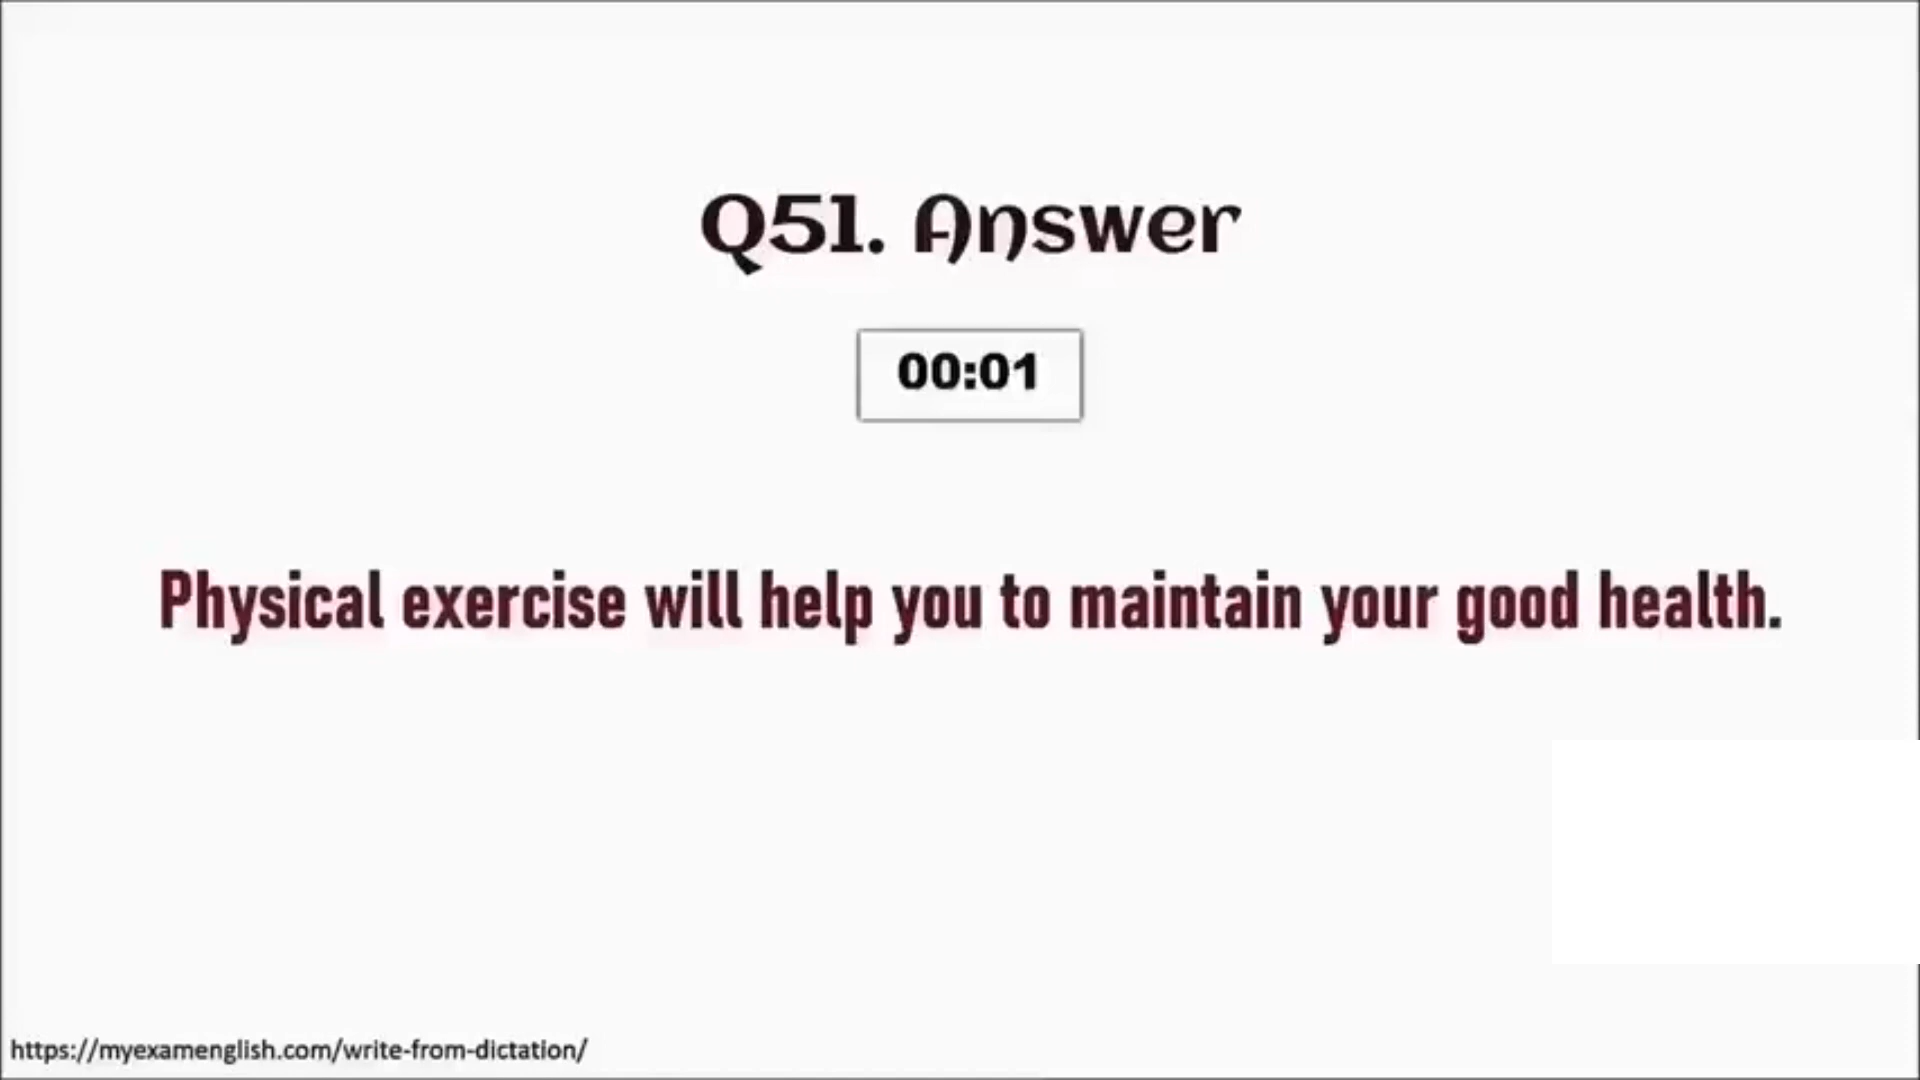 Q51. Answer
00:01
Physical exercise will help you to maintain your good health.
https://myexamenglish.com/write-from-dictation/